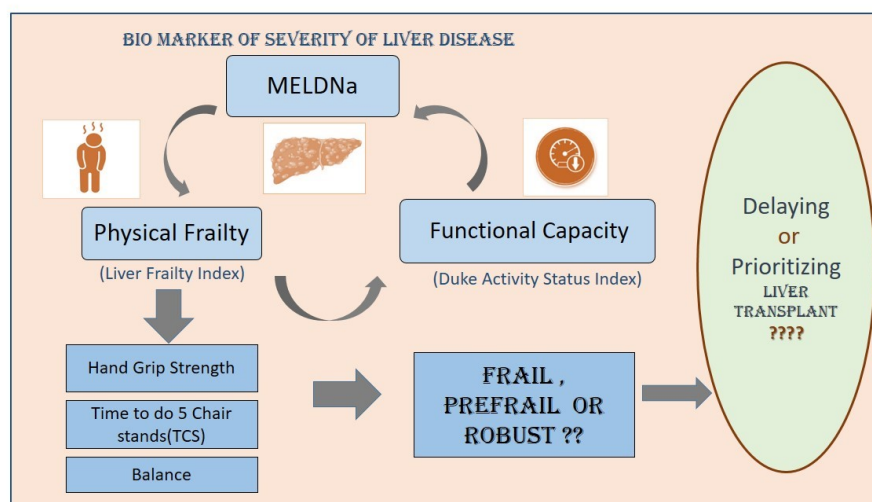 BIO MARKER OF SEVERITY OF LIVER DISEASE
MELDNa
Physical Frailty
(Liver Frailty Index)
Functional Capacity
(Duke Activity Status Index)
Hand Grip Strength
Time to do 5 Chair
stands(TCS)
Balance
FRAIL ,
PREFRAIL OR
ROBUST ??
Delaying
or
Prioritizing
LIVER
TRANSPLANT
????